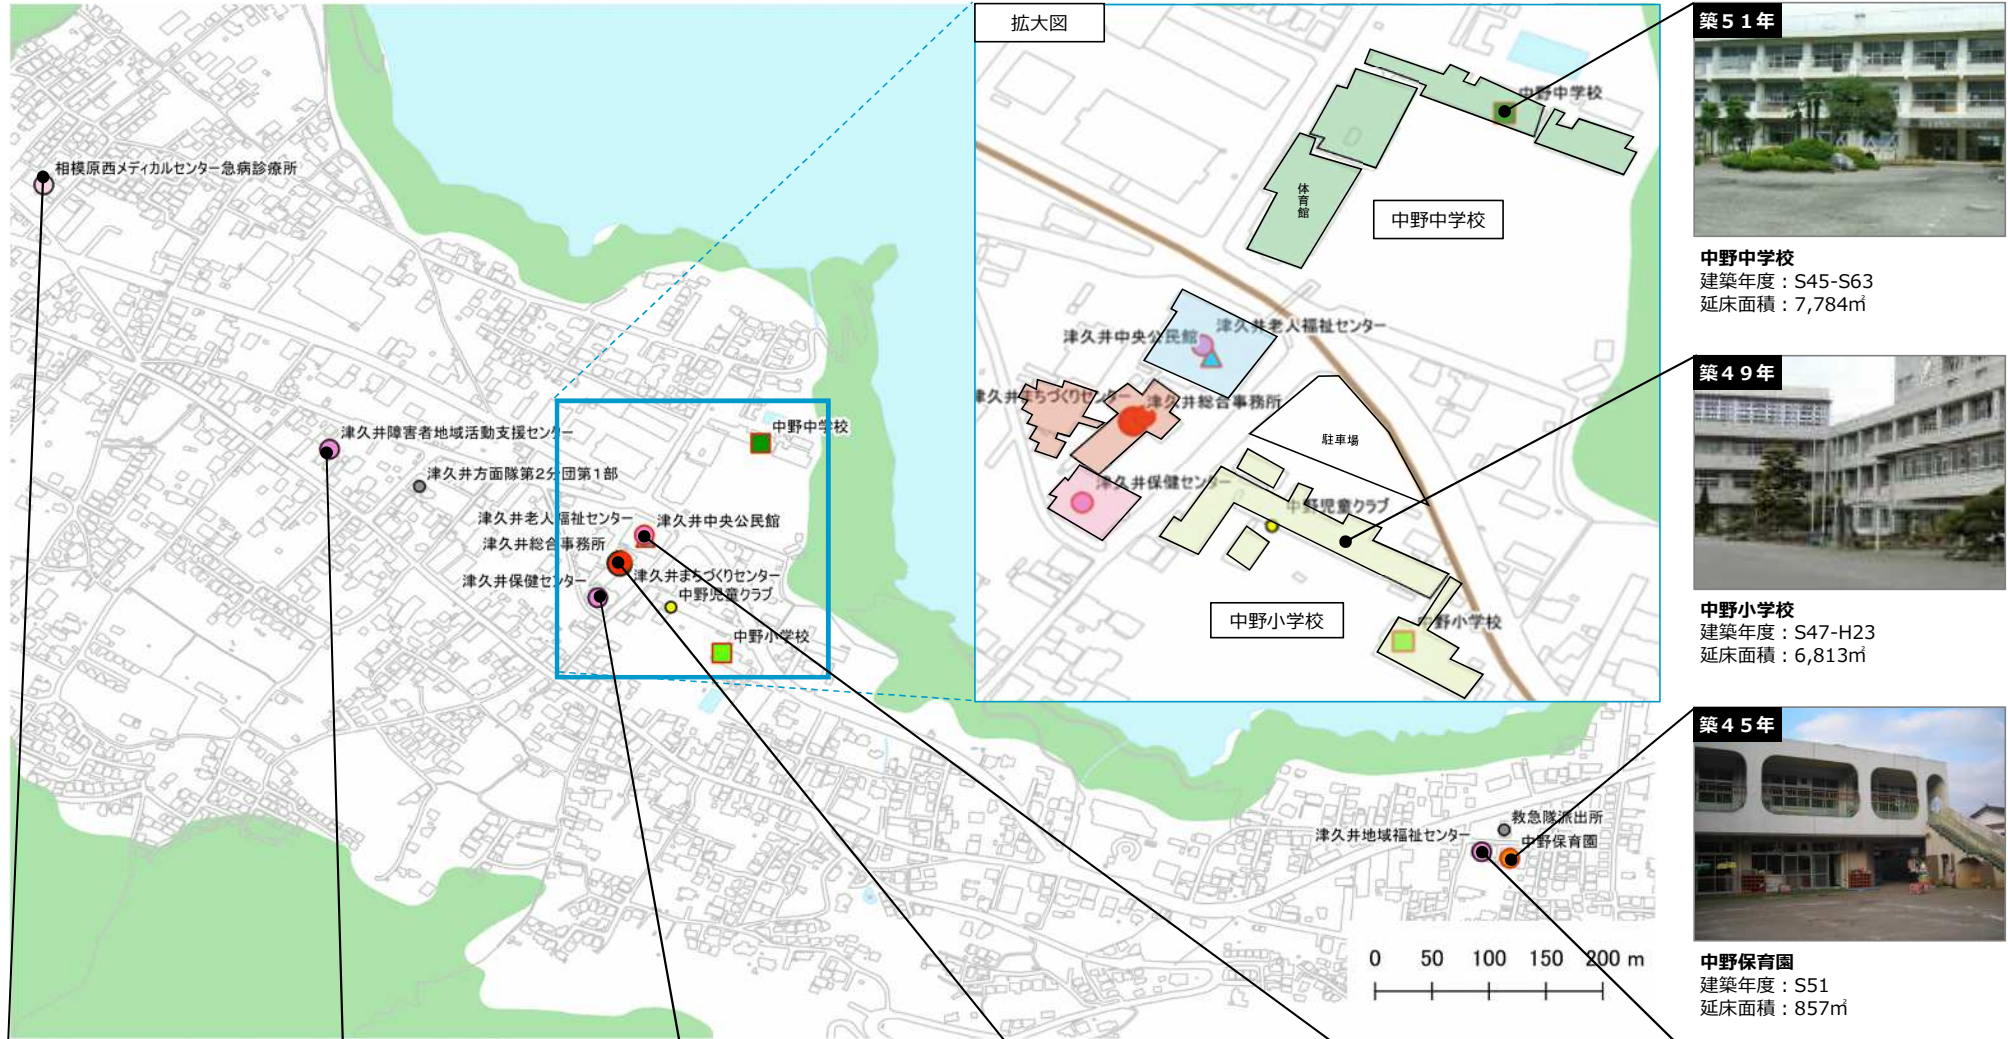 相模原西メディカルセンター急病診療所
津久井障害者地域活動支援センター
津久井方面隊第2分団第1部
中野中学校
津久井老人福祉センター
津久井中央公民館
津久井総合事務所
津久井まちづくりセンター
津久井保健センター
中野児童クラブ
中野小学校
拡大図
中野中学校
体育館
中野中学校
津久井老人福祉センター
津久井中央公民館
津久井まちづくりセンター
津久井総合事務所
駐車場
津久井保健センター
中野児童クラブ
中野小学校
中野小学校
救急隊派出所
津久井地域福祉センター
中野保育園
0 50 100 150 200 m
築51年
中野中学校
建築年度：S45-S63
延床面積：7,784㎡
築49年
中野小学校
建築年度：S47-H23
延床面積：6,813㎡
築45年
中野保育園
建築年度：S51
延床面積：857㎡